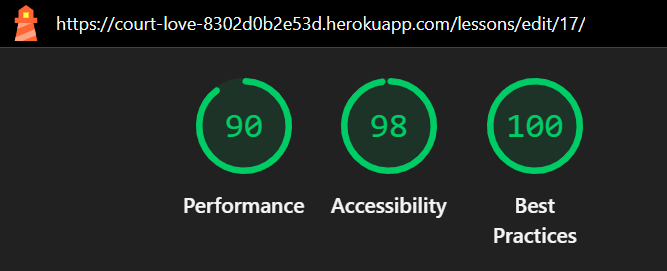 https://court-love-8302d0b2e53d.herokuapp.com/lessons/edit/17/
90
98
100
Performance
Accessibility
Best
Practices